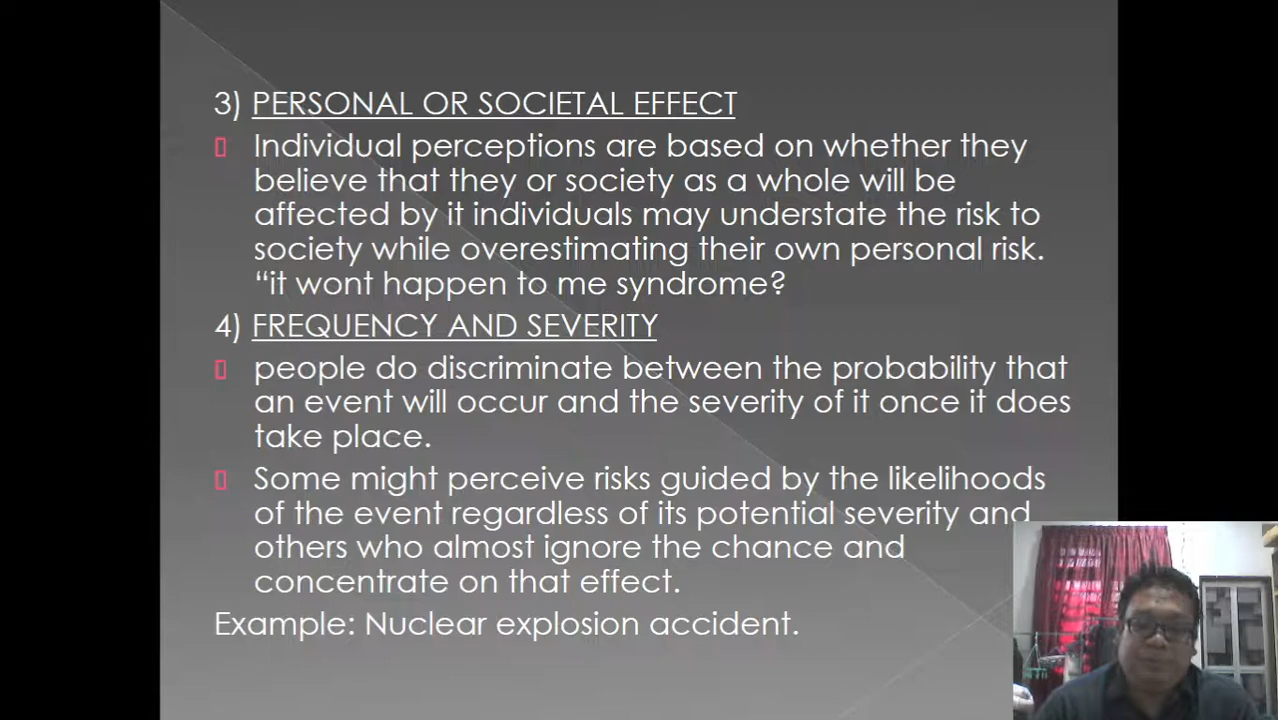 3) PERSONAL OR SOCIETAL EFFECT
Individual perceptions are based on whether they
believe that they or society as a whole will be
affected by it individuals may understate the risk to
society while overestimating their own personal risk.
“it wont happen to me syndrome?
4) FREQUENCY AND SEVERITY
people do discriminate between the probability that
an event will occur and the severity of it once it does
take place.
Some might perceive risks guided by the likelihoods
of the event regardless of its potential severity and
others who almost ignore the chance and
concentrate on that effect.
Example: Nuclear explosion accident.